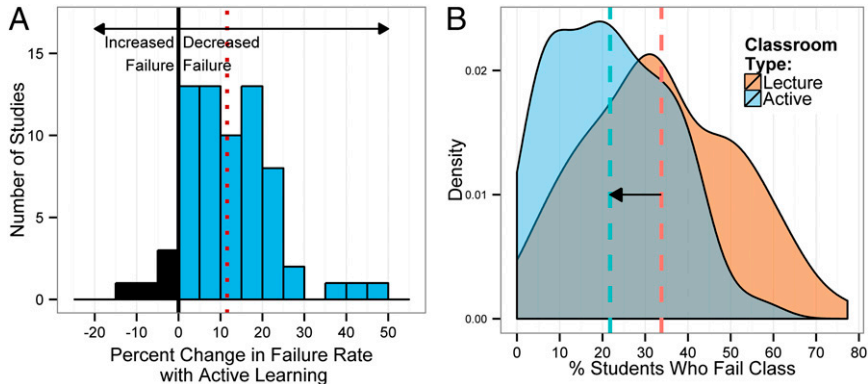 A
Increased Decreased
Failure Failure
15
10
5
0
Number of Studies
-20 -10 0 10 20 30 40 50
Percent Change in Failure Rate
with Active Learning
B
Classroom
Type:
Lecture
Active
0.02
0.01
0.00
Density
0 10 20 30 40 50 60 70 80
% Students Who Fail Class